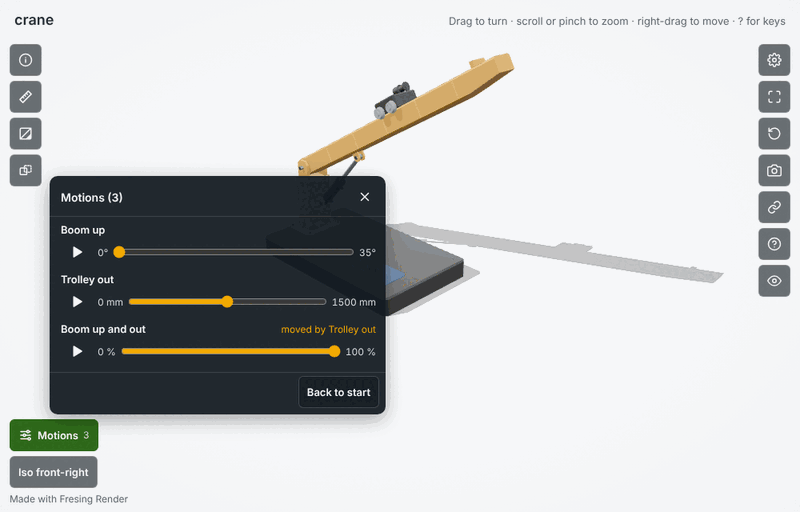 crane
Drag to turn · scroll or pinch to zoom · right-drag to move · ? for keys
Motions (3)
Boom up
0° 35°
Trolley out
0 mm 1500 mm
Boom up and out moved by Trolley out
0 % 100 %
Back to start
Motions 3
Iso front-right
Made with Fresing Render